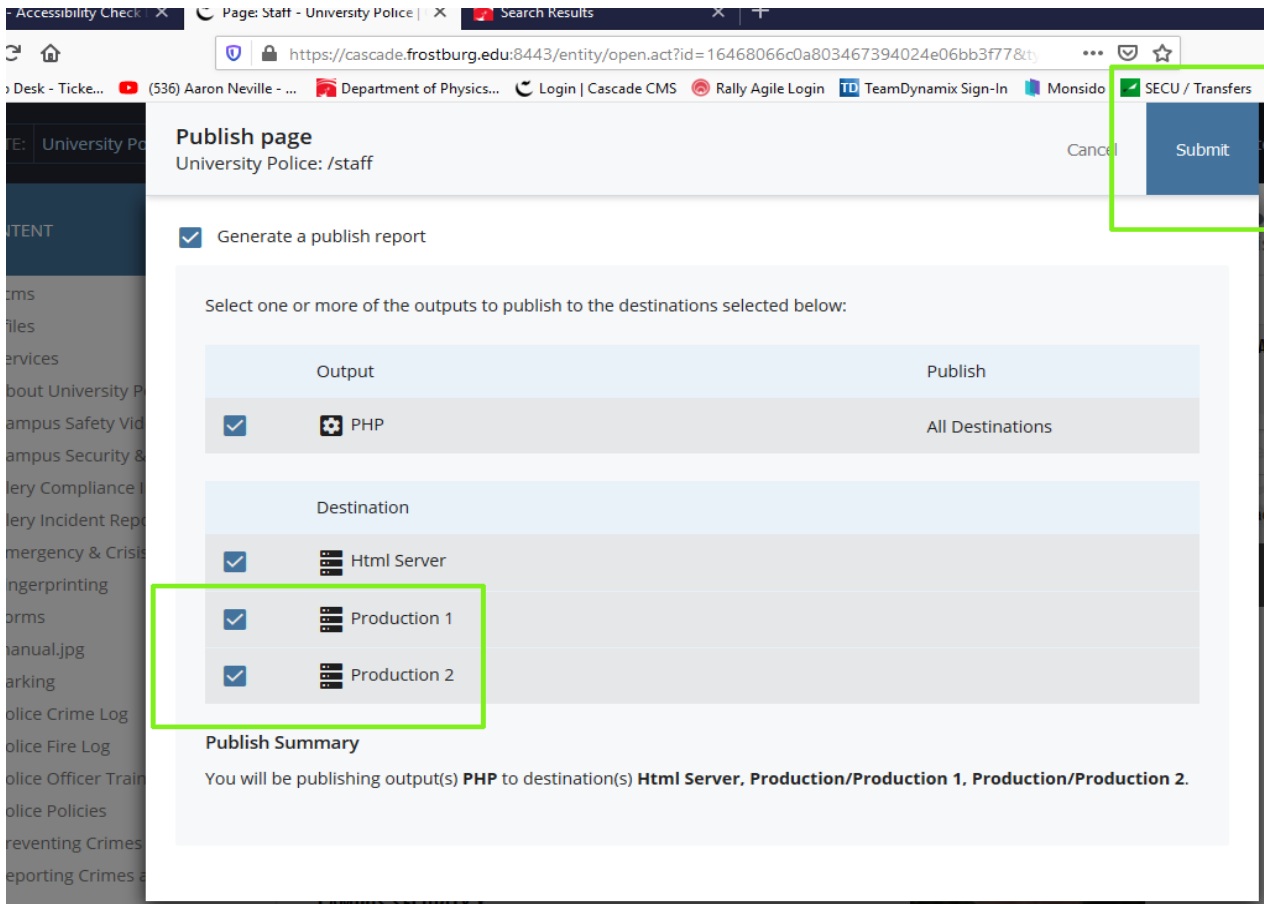 - Accessibility Check
Page: Staff - University Police |
Search Results
https://cascade.frostburg.edu:8443/entity/open.act?id=16468066c0a803467394024e06bb3f77&ty
Desk - Ticke...
(536) Aaron Neville - ...
Department of Physics...
Login | Cascade CMS
Rally Agile Login
TD TeamDynamix Sign-In
Monsido
SECU / Transfers
TE: University Po
Publish page
University Police: /staff
Cancel
Submit
NTENT
Generate a publish report
Select one or more of the outputs to publish to the destinations selected below:
Output
Publish
PHP
All Destinations
Destination
Html Server
Production 1
Production 2
Publish Summary
You will be publishing output(s) PHP to destination(s) Html Server, Production/Production 1, Production/Production 2.
cms
files
ervices
bout University P
ampus Safety Vid
ampus Security &
lery Compliance I
lery Incident Repo
mergency & Crisis
ngerprinting
orms
nanual.jpg
arking
olice Crime Log
olice Fire Log
olice Officer Train
olice Policies
reventing Crimes
eporting Crimes a